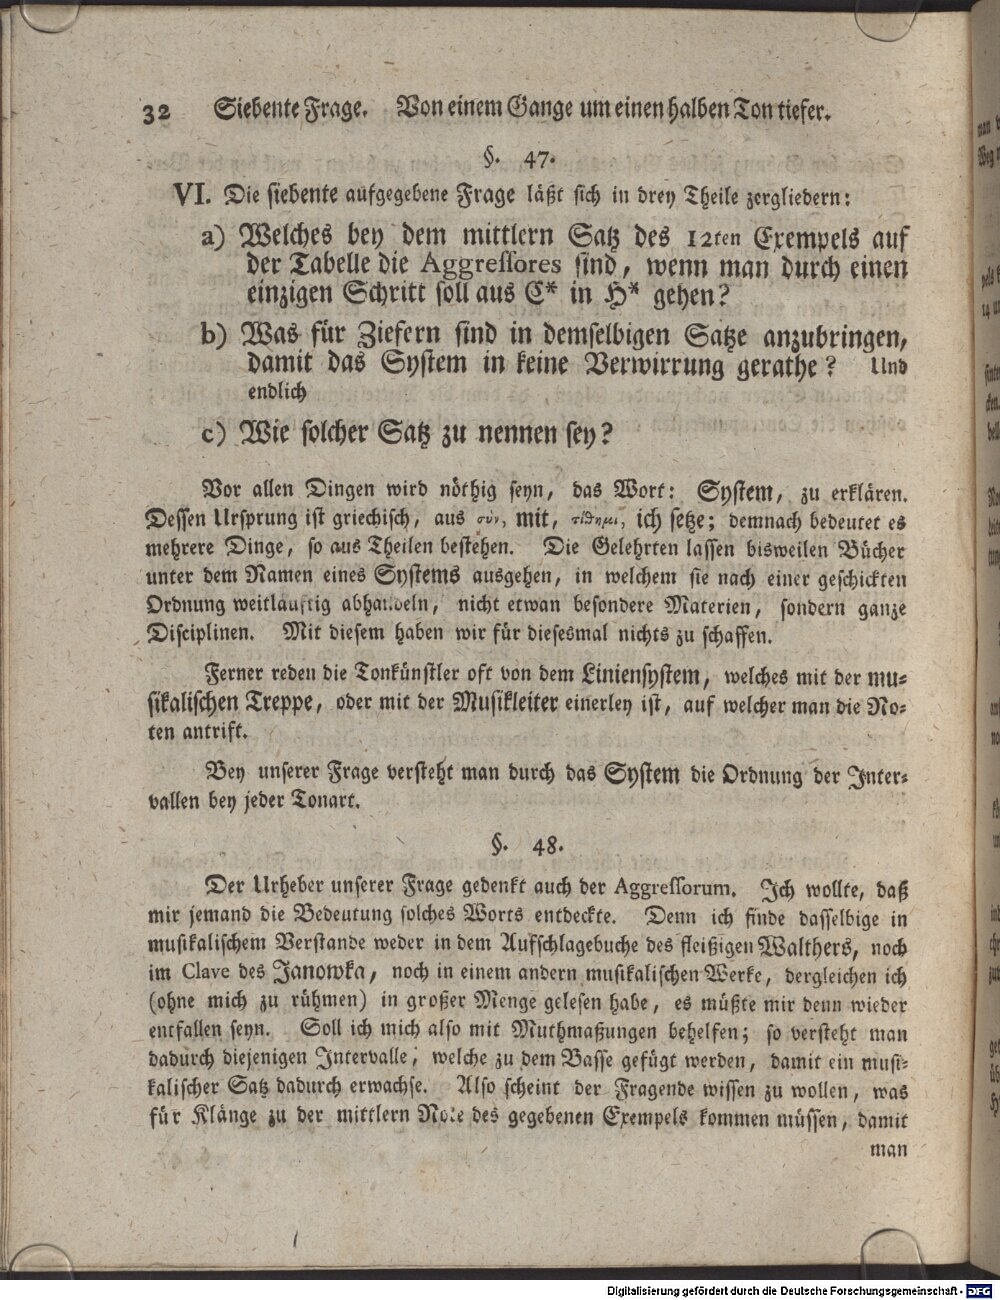 32 Siebente Frage. Von einem Gange um einen halben Ton tiefer.
§. 47.
VI. Die siebente aufgegebene Frage läßt sich in drey Theile zergliedern:
a) Welches bey dem mittlern Satz des 12ten Exempels auf
der Tabelle die Aggressores sind, wenn man durch einen
einzigen Schritt soll aus C* in H* gehen?
b) Was für Ziefern sind in demselbigen Satze anzubringen,
damit das System in keine Verwirrung gerathe? Und
endlich
c) Wie solcher Satz zu nennen sey?
Vor allen Dingen wird nöthig seyn, das Wort: System, zu erklären.
Dessen Ursprung ist griechisch, aus σὺν, mit, τίθημι, ich setze; demnach bedeutet es
mehrere Dinge, so aus Theilen bestehen. Die Gelehrten lassen bisweilen Bücher
unter dem Namen eines Systems ausgehen, in welchem sie nach einer geschickten
Ordnung weitläuftig abhandeln, nicht etwan besondere Materien, sondern ganze
Disciplinen. Mit diesem haben wir für diesesmal nichts zu schaffen.
Ferner reden die Tonkünstler oft von dem Liniensystem, welches mit der mu-
sikalischen Treppe, oder mit der Musikleiter einerley ist, auf welcher man die No-
ten antrift.
Bey unserer Frage versteht man durch das System die Ordnung der Inter-
vallen bey jeder Tonart.
§. 48.
Der Urheber unserer Frage gedenkt auch der Aggressorum. Ich wollte, daß
mir jemand die Bedeutung solches Worts entdeckte. Denn ich finde dasselbige in
musikalischem Verstande weder in dem Aufschlagebuche des fleißigen Walthers, noch
im Clave des Janowka, noch in einem andern musikalischen Werke, dergleichen ich
(ohne mich zu rühmen) in großer Menge gelesen habe, es müßte mir denn wieder
entfallen seyn. Soll ich mich also mit Muthmaßungen behelfen; so versteht man
dadurch diejenigen Intervalle, welche zu dem Basse gefügt werden, damit ein musi-
kalischer Satz dadurch erwachse. Also scheint der Fragende wissen zu wollen, was
für Klänge zu der mittlern Note des gegebenen Exempels kommen müssen, damit
man
Digitalisierung gefördert durch die Deutsche Forschungsgemeinschaft - DFG